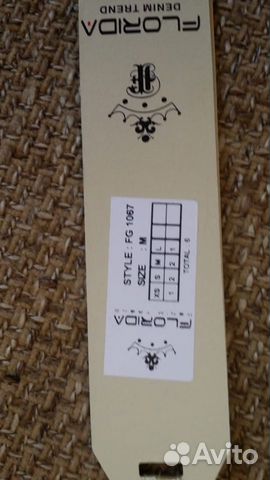 FLORIDA
DENIM TREND
STYLE : FG 1067
SIZE : M
XS S M L
1 2 2 1
TOTAL : 6
FLORIDA
Avito